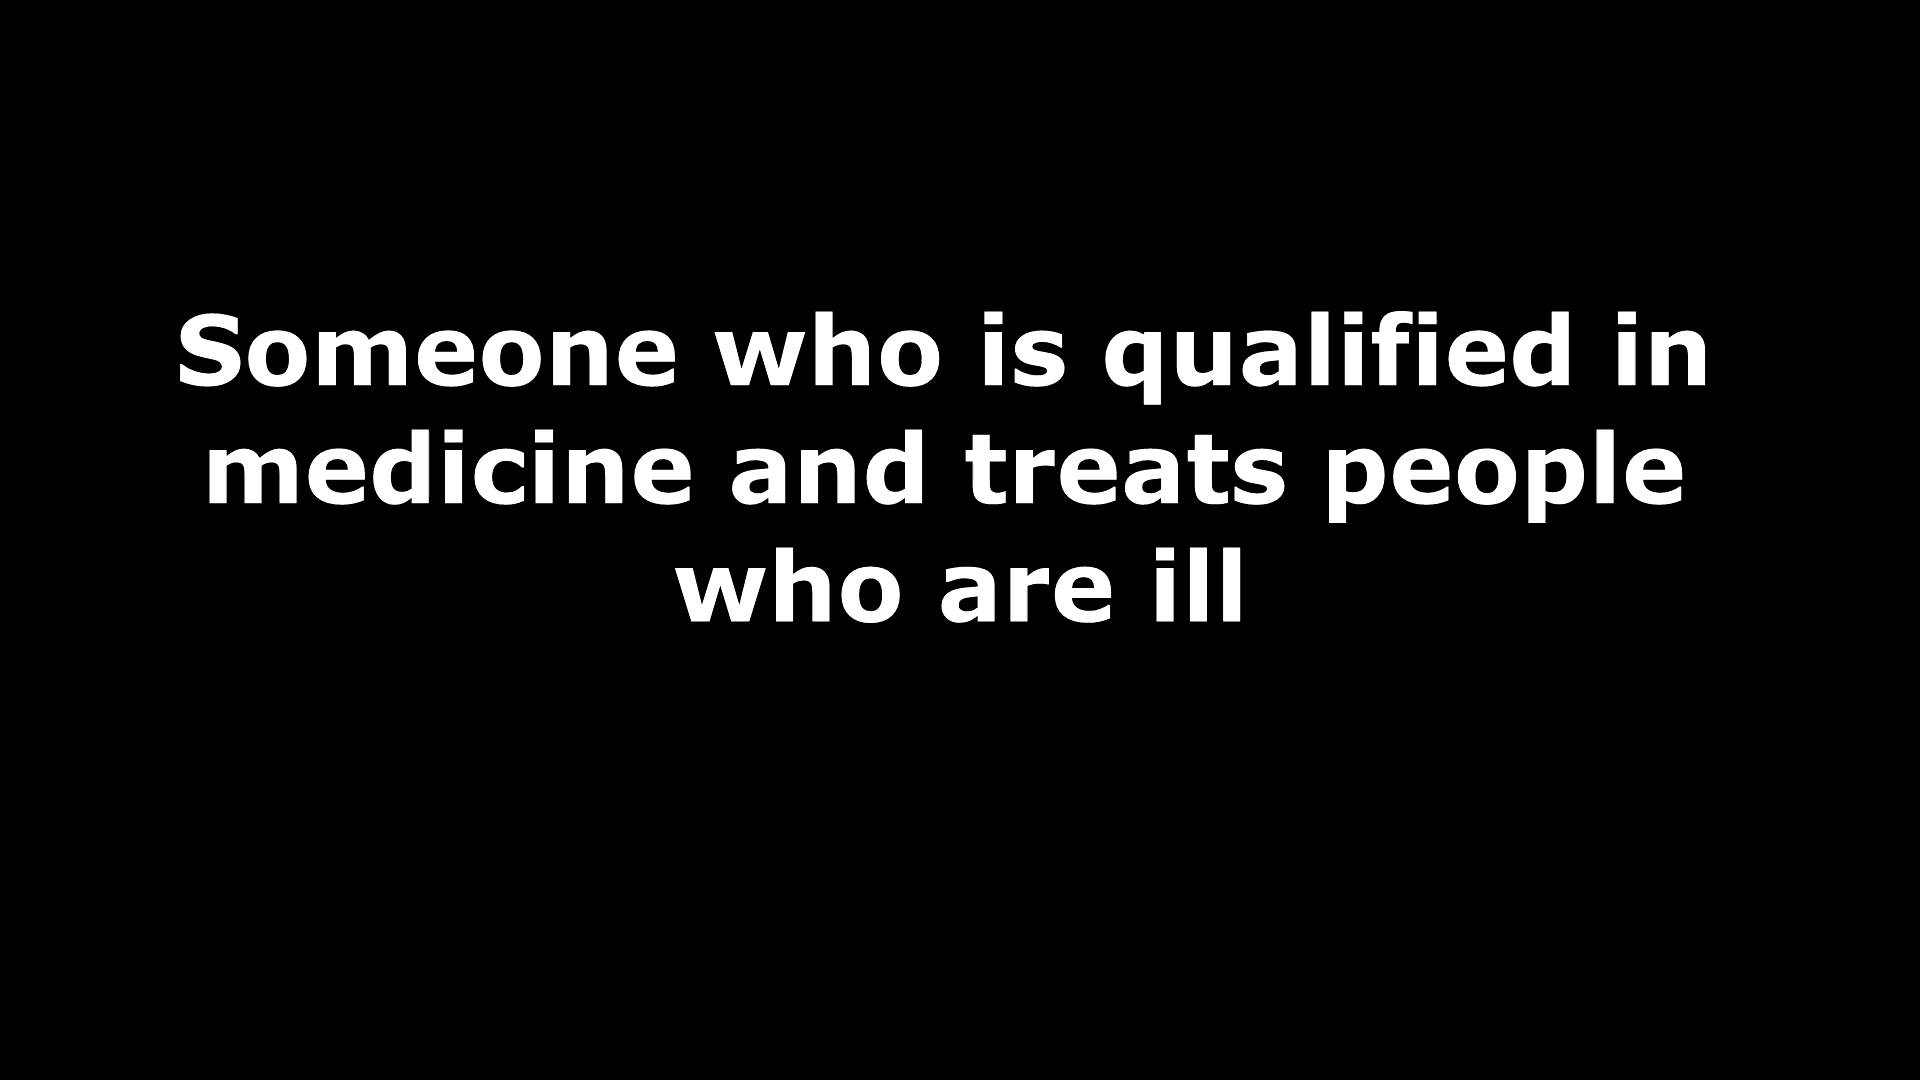 Someone who is qualified in
medicine and treats people
who are ill